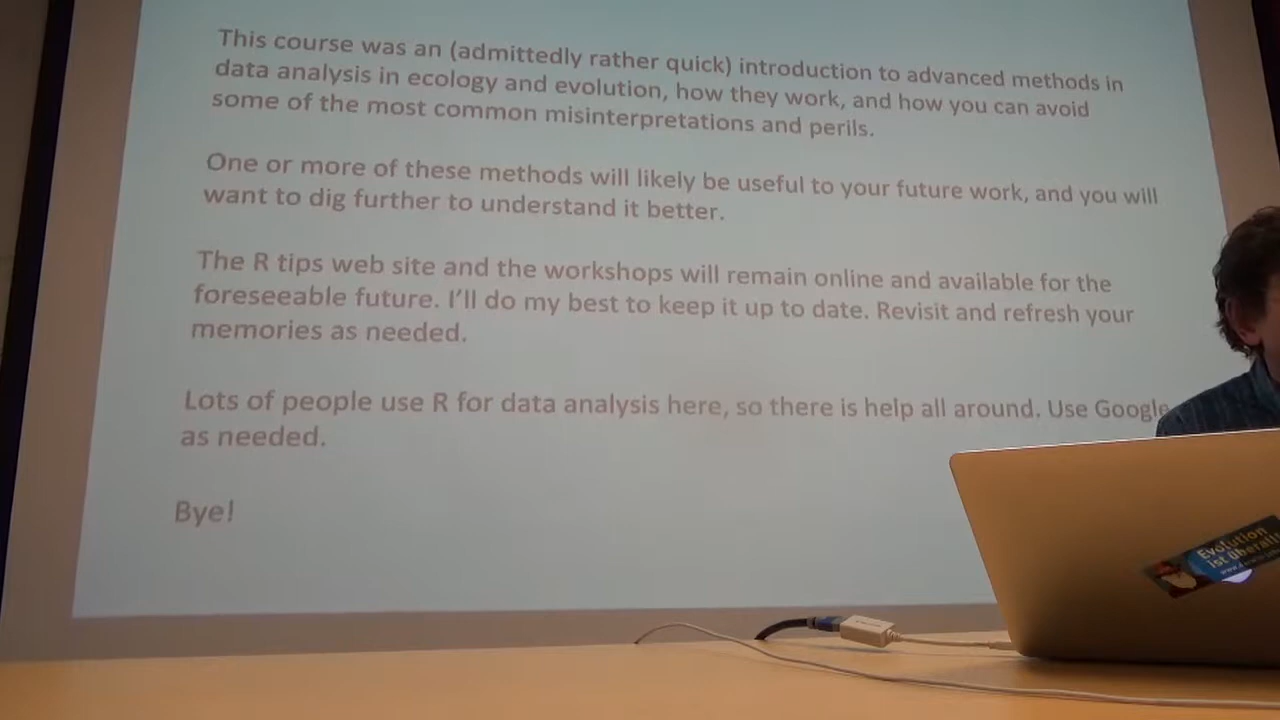 This course was an (admittedly rather quick) introduction to advanced methods in
data analysis in ecology and evolution, how they work, and how you can avoid
some of the most common misinterpretations and perils.
One or more of these methods will likely be useful to your future work, and you will
want to dig further to understand it better.
The R tips web site and the workshops will remain online and available for the
foreseeable future. I'll do my best to keep it up to date. Revisit and refresh your
memories as needed.
Lots of people use R for data analysis here, so there is help all around. Use Google
as needed.
Bye!
Evolution
ist überall!